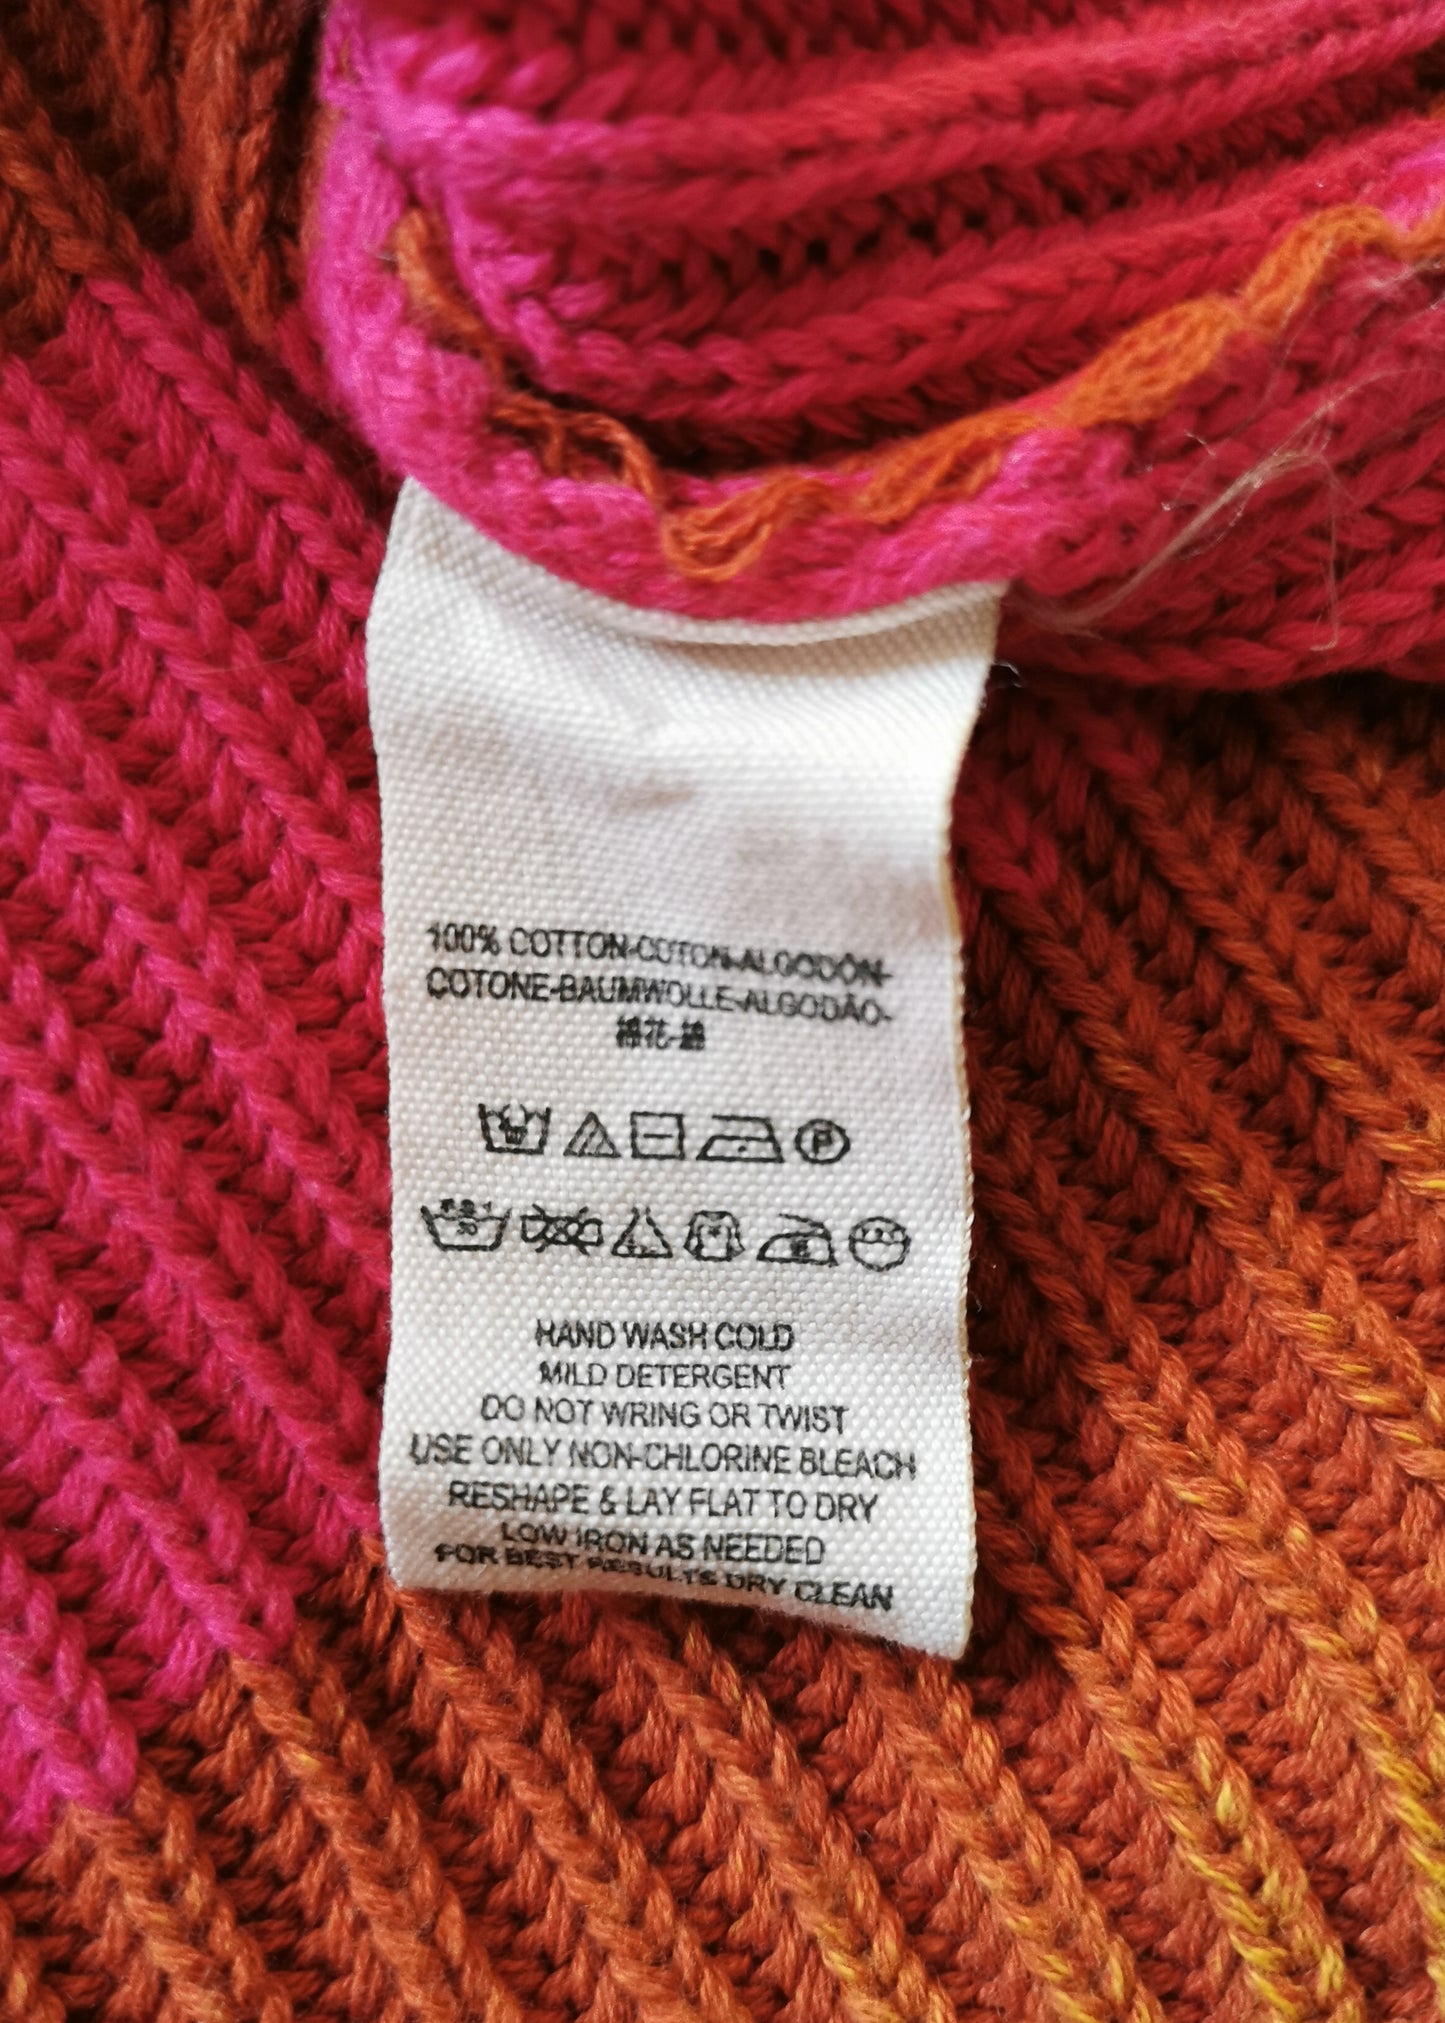 100% COTTON-COTON-ALGODÓN-
COTONE-BAUMWOLLE-ALGODÃO-
棉花-綿
P
30
HAND WASH COLD
MILD DETERGENT
DO NOT WRING OR TWIST
USE ONLY NON-CHLORINE BLEACH
RESHAPE & LAY FLAT TO DRY
LOW IRON AS NEEDED
FOR BEST RESULTS DRY CLEAN